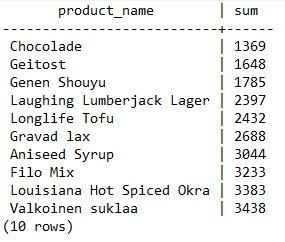 product_name | sum
-------------------------+------
Chocolade | 1369
Geitost | 1648
Genen Shouyu | 1785
Laughing Lumberjack Lager | 2397
Longlife Tofu | 2432
Gravad lax | 2688
Aniseed Syrup | 3044
Filo Mix | 3233
Louisiana Hot Spiced Okra | 3383
Valkoinen suklaa | 3438
(10 rows)